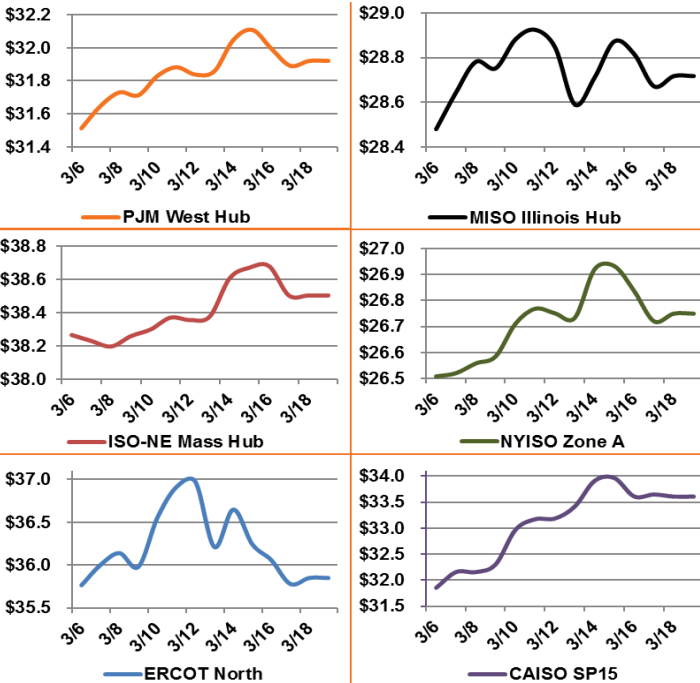 $32.2
$32.0
$31.8
$31.6
$31.4
3/6 3/8 3/10 3/12 3/14 3/16 3/18
PJM West Hub
$29.0
$28.8
$28.6
$28.4
3/6 3/8 3/10 3/12 3/14 3/16 3/18
MISO Illinois Hub
$38.8
$38.6
$38.4
$38.2
$38.0
3/6 3/8 3/10 3/12 3/14 3/16 3/18
ISO-NE Mass Hub
$27.0
$26.9
$26.8
$26.7
$26.6
$26.5
3/6 3/8 3/10 3/12 3/14 3/16 3/18
NYISO Zone A
$37.0
$36.5
$36.0
$35.5
3/6 3/8 3/10 3/12 3/14 3/16 3/18
ERCOT North
$34.0
$33.5
$33.0
$32.5
$32.0
$31.5
3/6 3/8 3/10 3/12 3/14 3/16 3/18
CAISO SP15